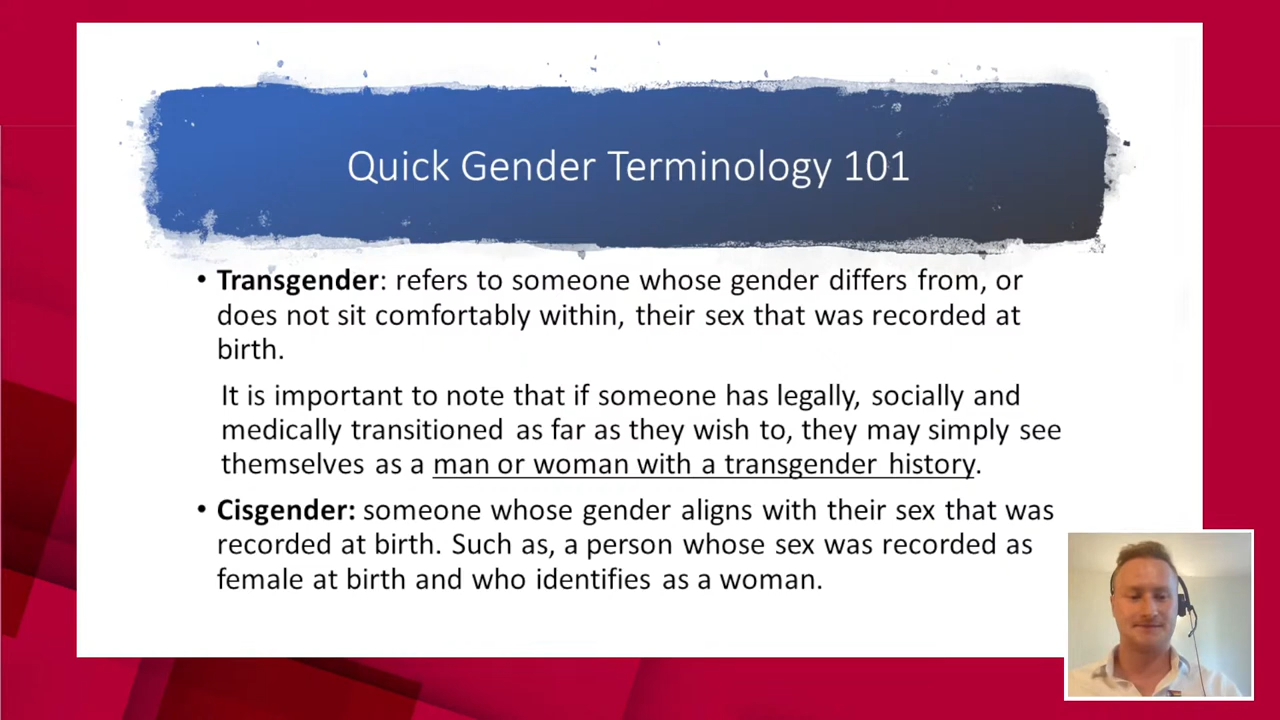 Quick Gender Terminology 101
• Transgender: refers to someone whose gender differs from, or
does not sit comfortably within, their sex that was recorded at
birth.
It is important to note that if someone has legally, socially and
medically transitioned as far as they wish to, they may simply see
themselves as a man or woman with a transgender history.
• Cisgender: someone whose gender aligns with their sex that was
recorded at birth. Such as, a person whose sex was recorded as
female at birth and who identifies as a woman.